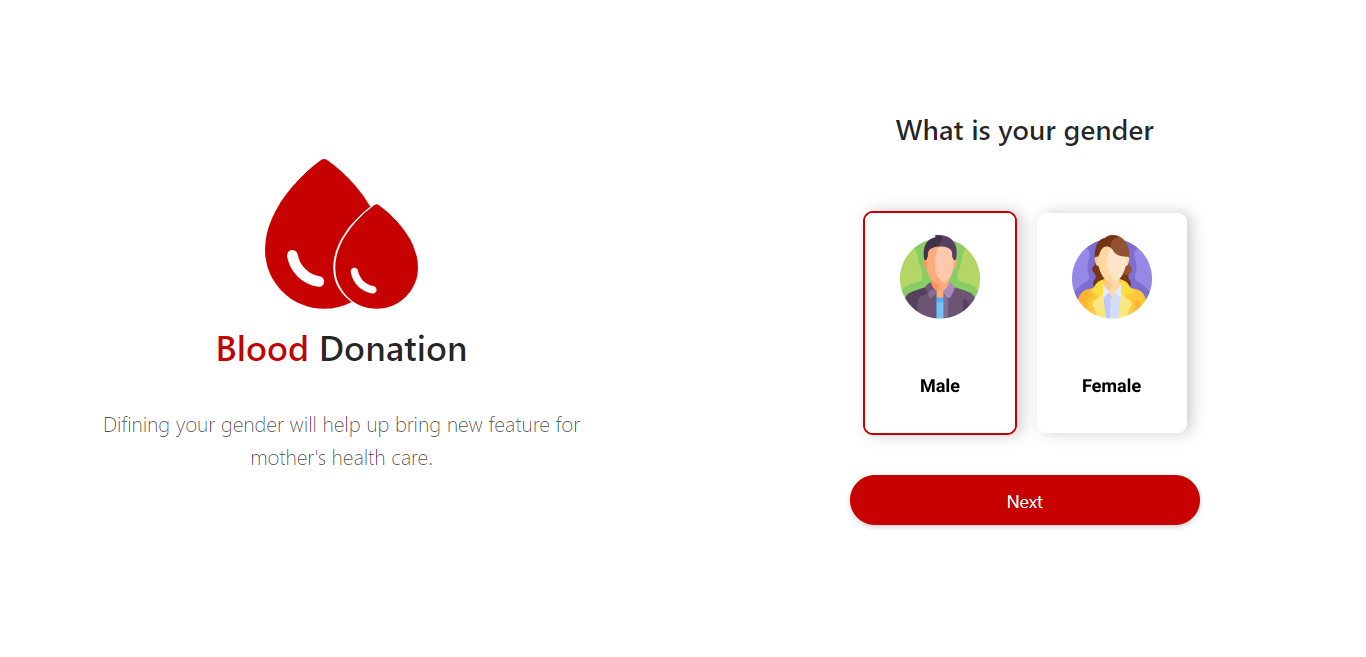 Blood Donation
Difining your gender will help up bring new feature for
mother's health care.
What is your gender
Male
Female
Next